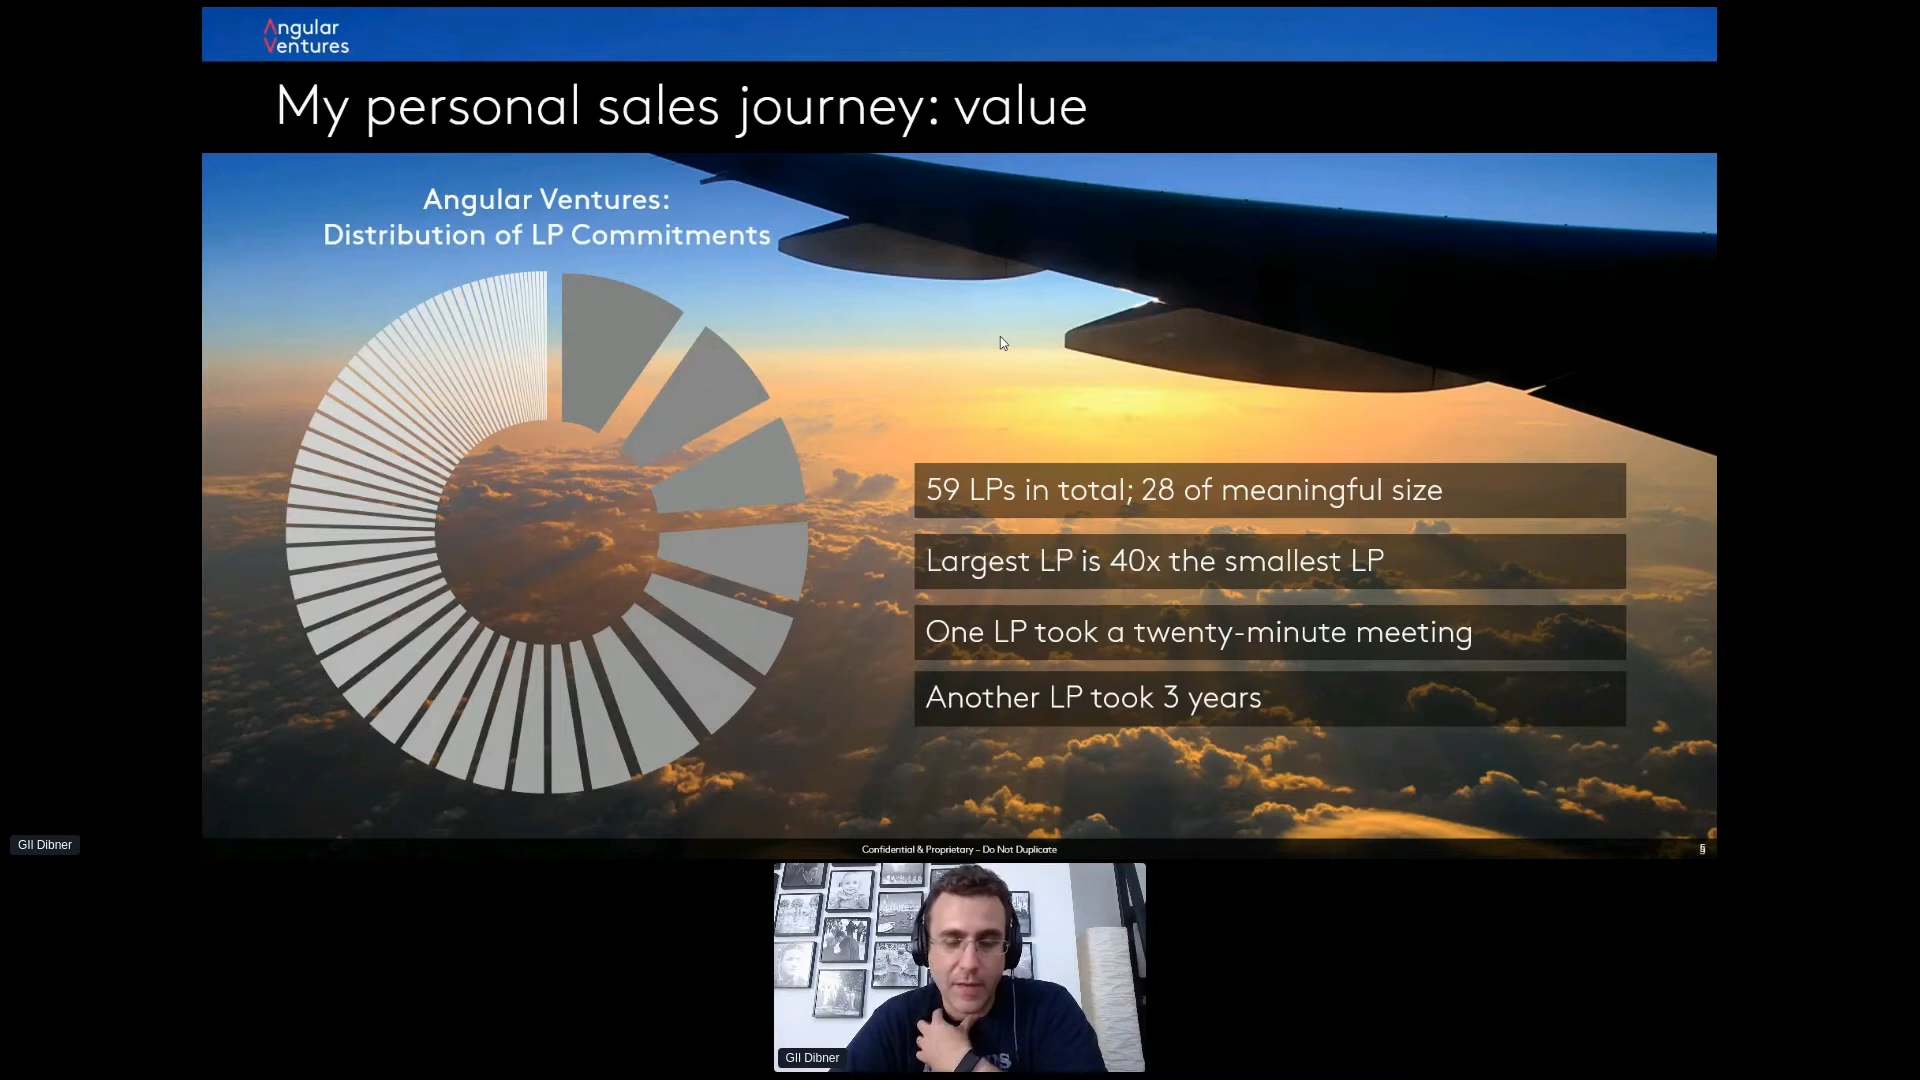 Angular
Ventures
My personal sales journey: value
Angular Ventures:
Distribution of LP Commitments
59 LPs in total; 28 of meaningful size
Largest LP is 40x the smallest LP
One LP took a twenty-minute meeting
Another LP took 3 years
GII Dibner
Confidential & Proprietary – Do Not Duplicate
GII Dibner